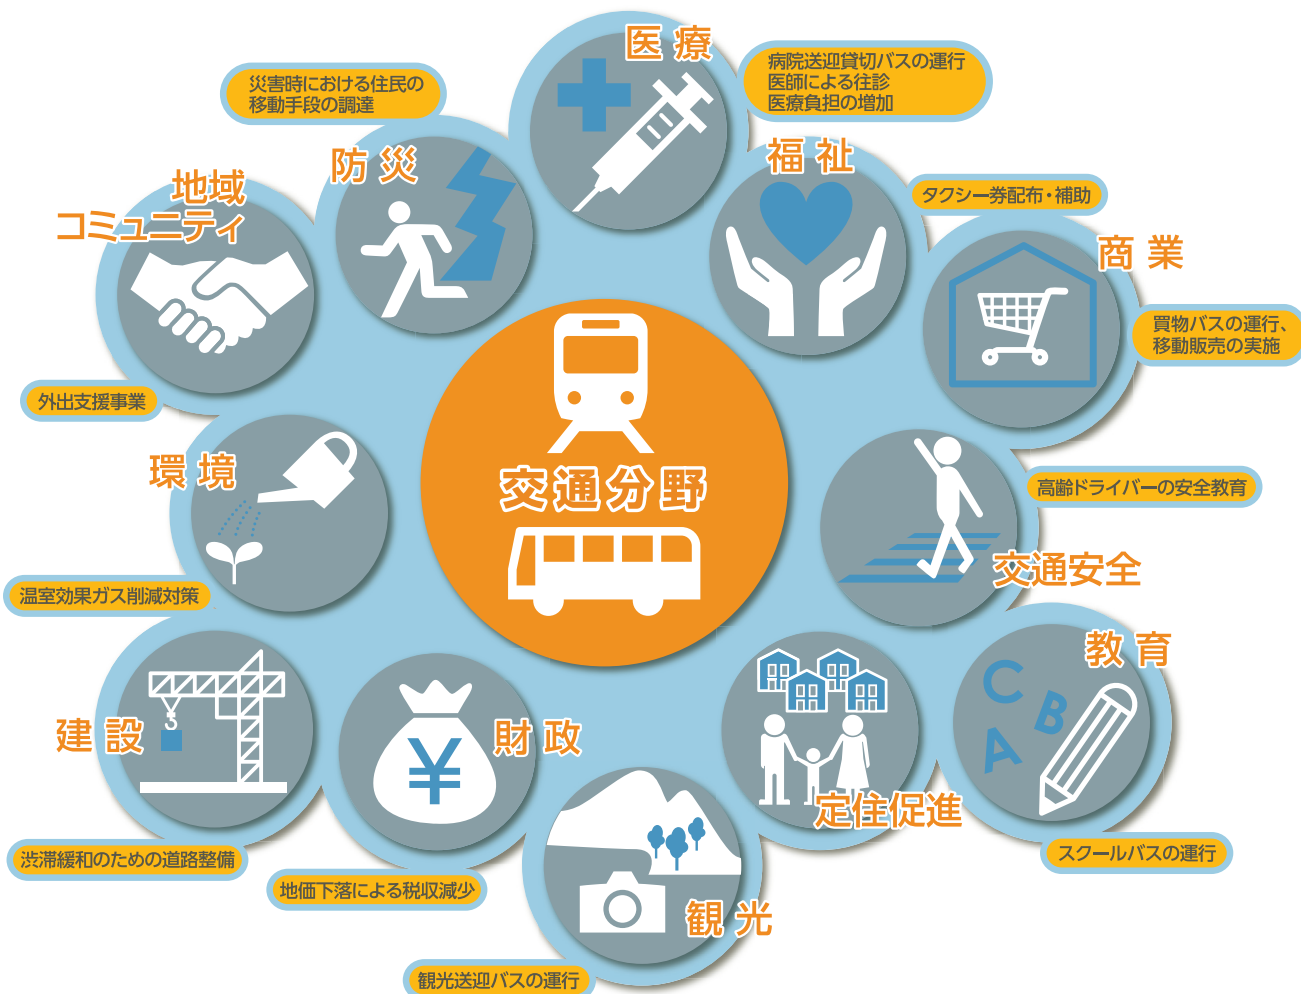 医療
病院送迎貸切バスの運行
医師による往診
医療負担の増加
災害時における住民の
移動手段の調達
防災
福祉
タクシー券配布・補助
地域
コミュニティ
商業
買物バスの運行、
移動販売の実施
外出支援事業
環境
交通分野
高齢ドライバーの安全教育
交通安全
温室効果ガス削減対策
教育
C
B
A
建設
財政
¥
定住促進
渋滞緩和のための道路整備
地価下落による税収減少
スクールバスの運行
観光
観光送迎バスの運行